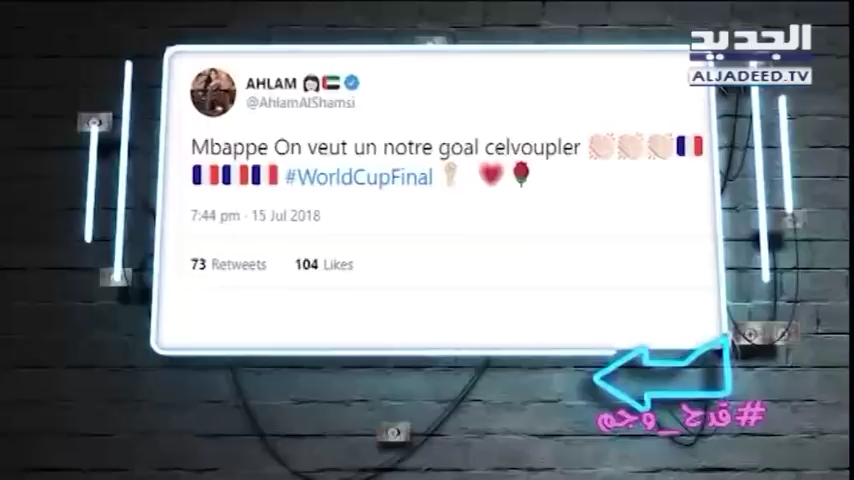 الجديد
ALJADEED.TV
AHLAM
@AhlamAlShamsi
Mbappe On veut un notre goal celvoupler 👏🏻👏🏻👏🏻🇫🇷
🇫🇷🇫🇷🇫🇷 #WorldCupFinal ✊🏻 💗🌹
7:44 pm · 15 Jul 2018
73 Retweets 104 Likes
#قدح_وجم